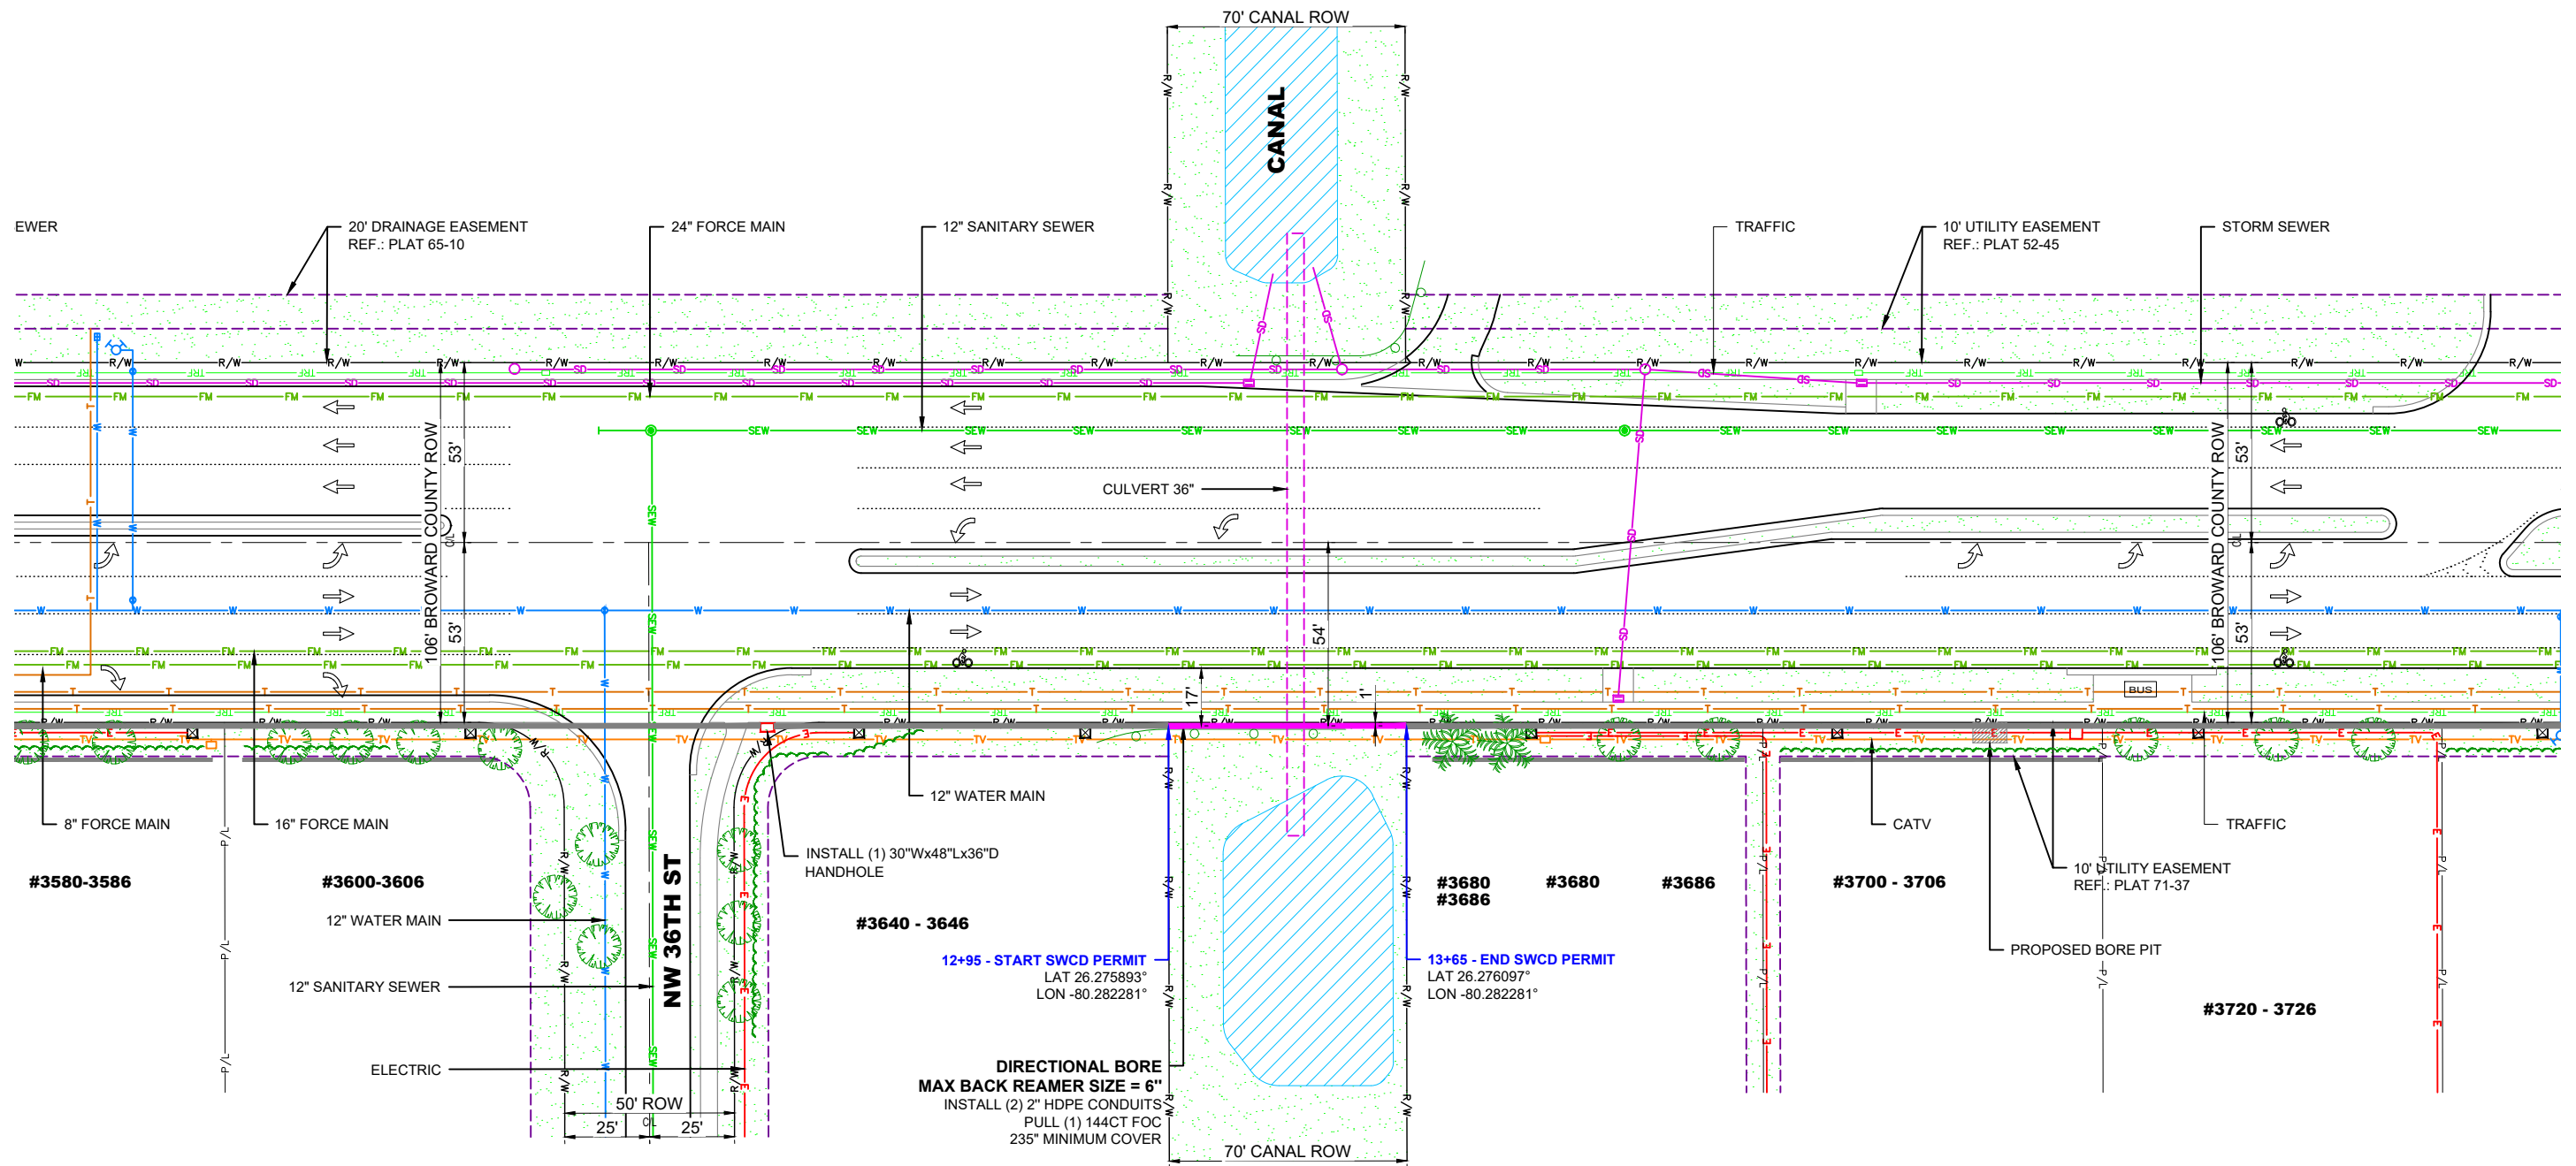 70' CANAL ROW
CANAL
EWER
20' DRAINAGE EASEMENT
REF.: PLAT 65-10
24" FORCE MAIN
12" SANITARY SEWER
TRAFFIC
10' UTILITY EASEMENT
REF.: PLAT 52-45
STORM SEWER
106' BROWARD COUNTY ROW
53'
53'
C/L
CULVERT 36"
54'
17'
1'
106' BROWARD COUNTY ROW
53'
53'
C/L
BUS
8" FORCE MAIN
16" FORCE MAIN
12" WATER MAIN
INSTALL (1) 30"Wx48"Lx36"D
HANDHOLE
CATV
TRAFFIC
10' UTILITY EASEMENT
REF.: PLAT 71-37
#3580-3586
#3600-3606
#3640 - 3646
#3680
#3686
#3680
#3686
#3700 - 3706
#3720 - 3726
12" WATER MAIN
NW 36TH ST
12" SANITARY SEWER
ELECTRIC
PROPOSED BORE PIT
12+95 - START SWCD PERMIT
LAT 26.275893°
LON -80.282281°
13+65 - END SWCD PERMIT
LAT 26.276097°
LON -80.282281°
DIRECTIONAL BORE
MAX BACK REAMER SIZE = 6"
INSTALL (2) 2" HDPE CONDUITS
PULL (1) 144CT FOC
235" MINIMUM COVER
50' ROW
25'
C/L
25'
70' CANAL ROW